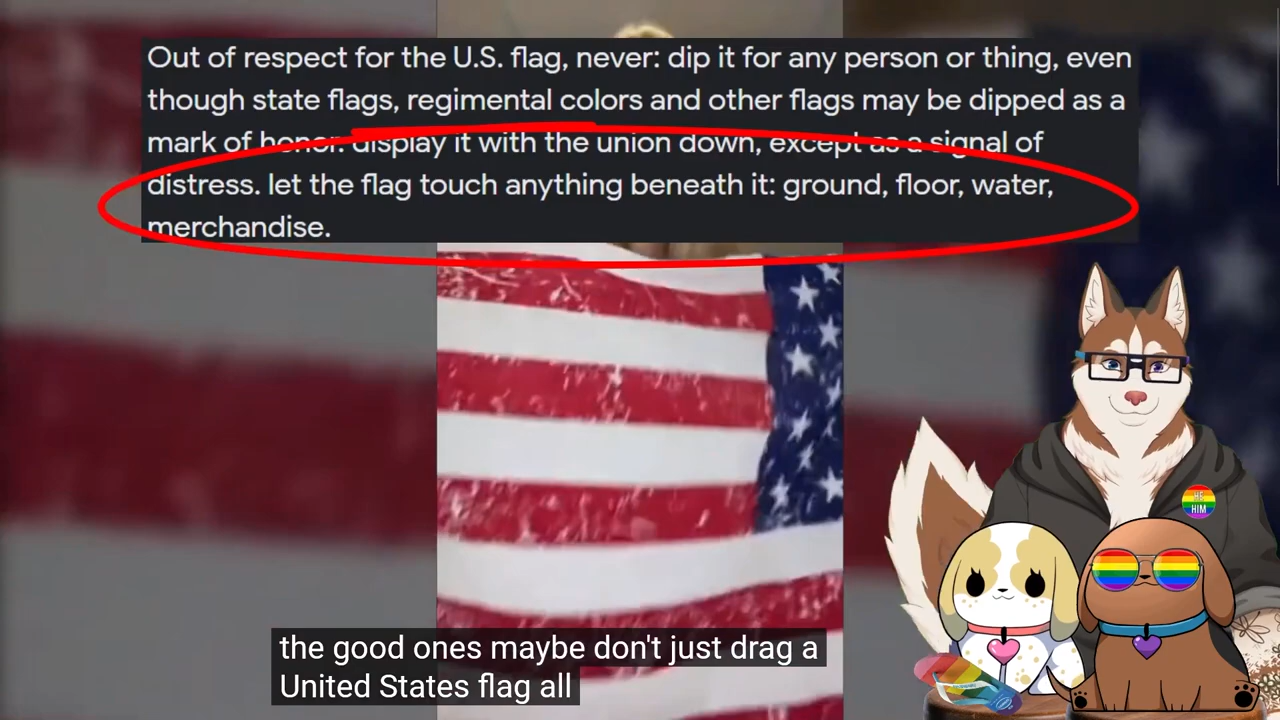 Out of respect for the U.S. flag, never: dip it for any person or thing, even
though state flags, regimental colors and other flags may be dipped as a
mark of honor. display it with the union down, except as a signal of
distress. let the flag touch anything beneath it: ground, floor, water,
merchandise.
HE
HIM
the good ones maybe don't just drag a
United States flag all